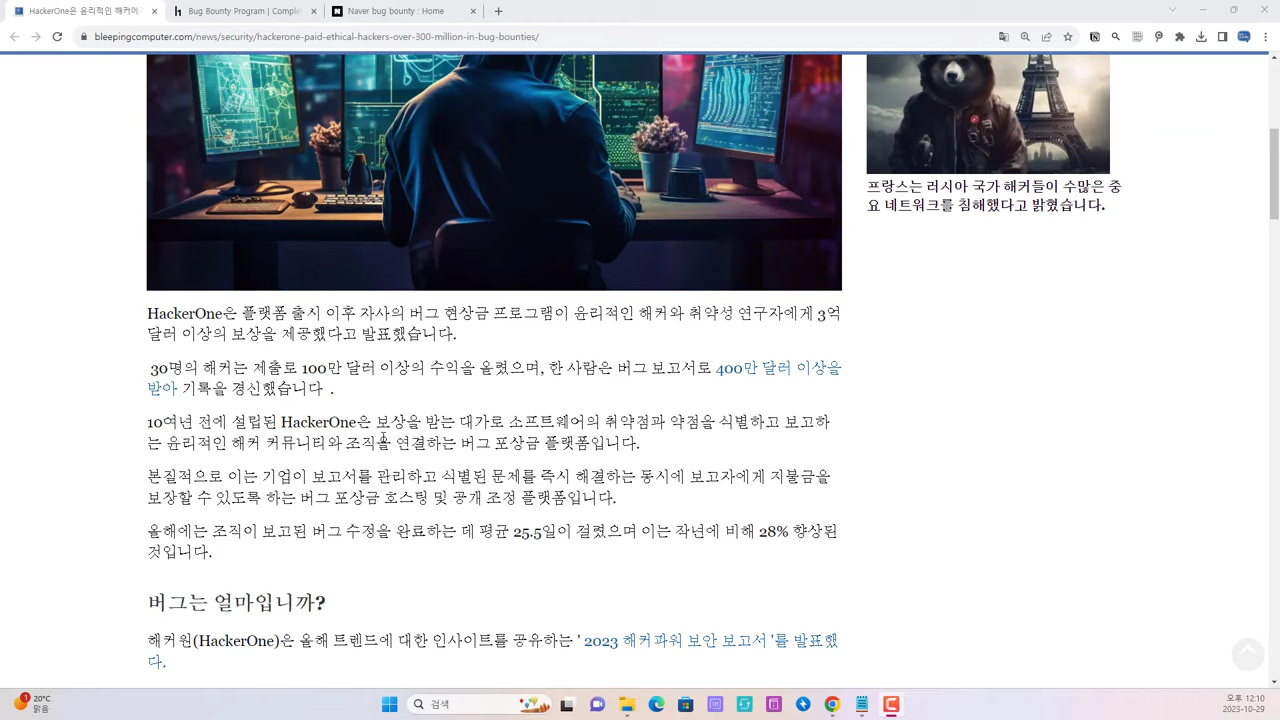 HackerOne은 윤리적인 해커에
Bug Bounty Program | Comple
Naver bug bounty : Home
bleepingcomputer.com/news/security/hackerone-paid-ethical-hackers-over-300-million-in-bug-bounties/
프랑스는 러시아 국가 해커들이 수많은 중
요 네트워크를 침해했다고 밝혔습니다.
HackerOne은 플랫폼 출시 이후 자사의 버그 현상금 프로그램이 윤리적인 해커와 취약성 연구자에게 3억
달러 이상의 보상을 제공했다고 발표했습니다.
30명의 해커는 제출로 100만 달러 이상의 수익을 올렸으며, 한 사람은 버그 보고서로 400만 달러 이상을
받아 기록을 경신했습니다 .
10여년 전에 설립된 HackerOne은 보상을 받는 대가로 소프트웨어의 취약점과 약점을 식별하고 보고하
는 윤리적인 해커 커뮤니티와 조직을 연결하는 버그 포상금 플랫폼입니다.
본질적으로 이는 기업이 보고서를 관리하고 식별된 문제를 즉시 해결하는 동시에 보고자에게 지불금을
보장할 수 있도록 하는 버그 포상금 호스팅 및 공개 조정 플랫폼입니다.
올해에는 조직이 보고된 버그 수정을 완료하는 데 평균 25.5일이 걸렸으며 이는 작년에 비해 28% 향상된
것입니다.
버그는 얼마입니까?
해커원(HackerOne)은 올해 트렌드에 대한 인사이트를 공유하는 ' 2023 해커파워 보안 보고서 '를 발표했
다.
1
20°C
맑음
검색
오후 12:10
2023-10-29